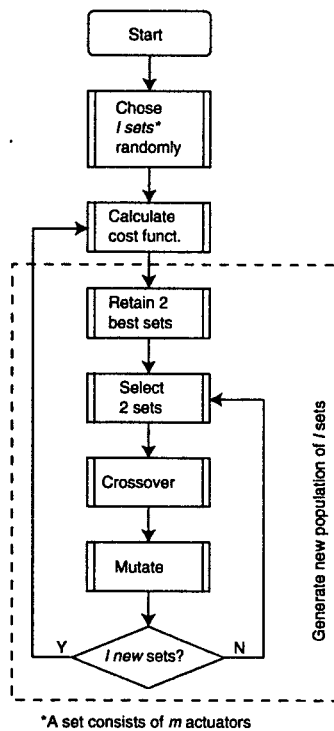 Start
Chose
l sets*
randomly
Calculate
cost funct.
Retain 2
best sets
Select
2 sets
Crossover
Mutate
Y
l new sets?
N
Generate new population of l sets
*A set consists of m actuators